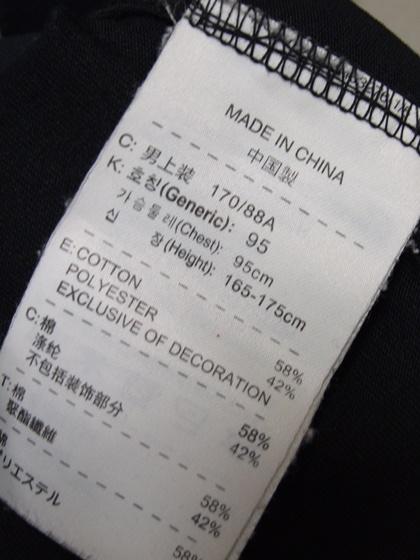 MADE IN CHINA
中国製
C: 男上装 170/88A
K: 호칭(Generic): 95
가슴둘레(Chest): 95cm
신 장(Height): 165-175cm
E:COTTON 58%
POLYESTER 42%
EXCLUSIVE OF DECORATION
C:棉 58%
涤纶 42%
不包括装饰部分
T:棉 58%
聚酯纖維 42%
綿 58%
ポリエステル